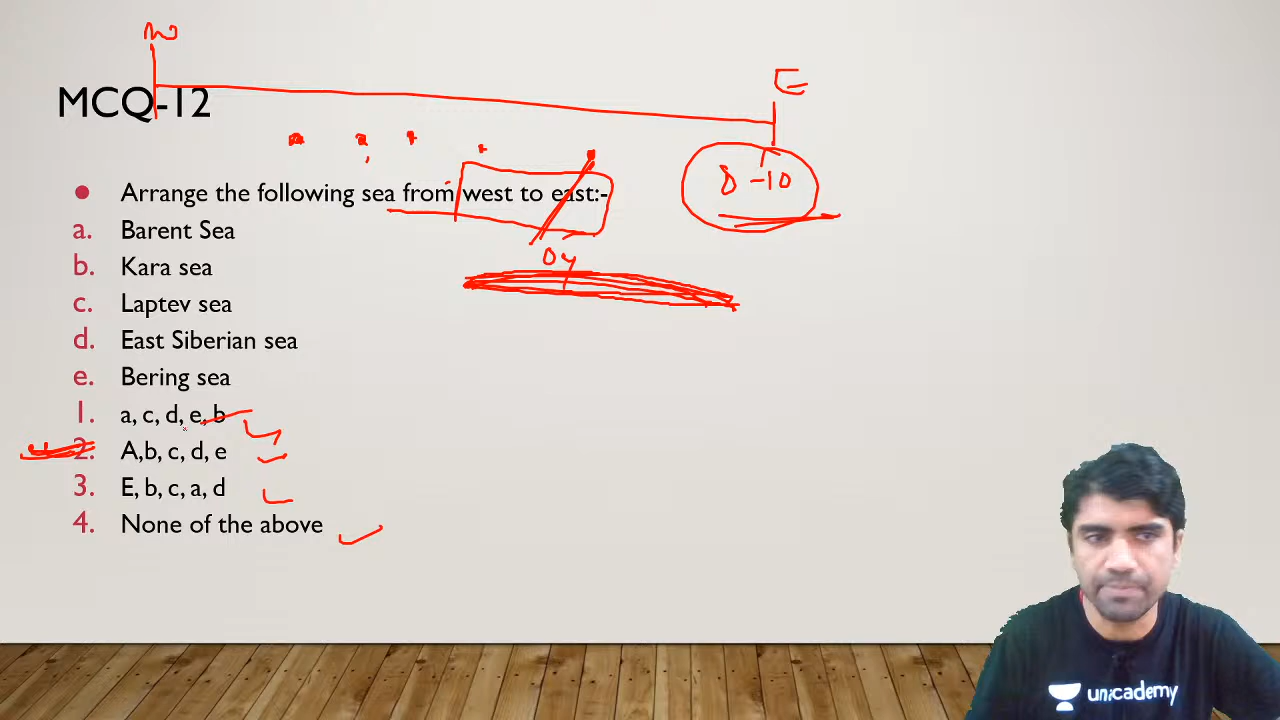 W
E
MCQ-12
8-10
Arrange the following sea from west to east:-
a. Barent Sea
b. Kara sea
c. Laptev sea
d. East Siberian sea
e. Bering sea
1. a, c, d, e, b
2. A,b, c, d, e
3. E, b, c, a, d
4. None of the above
unacademy